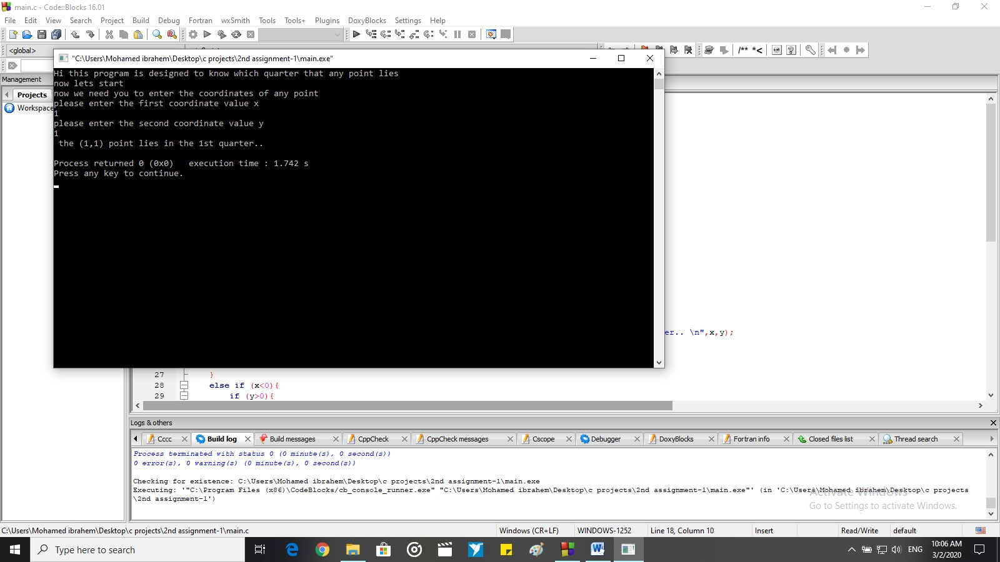 main.c - Code::Blocks 16.01
File Edit View Search Project Build Debug Fortran wxSmith Tools Tools+ Plugins DoxyBlocks Settings Help
<global>
/** *<
"C:\Users\Mohamed ibrahem\Desktop\c projects\2nd assignment-1\main.exe"
Management
Projects
Workspace
Hi this program is designed to know which quarter that any point lies
now lets start
now we need you to enter the coordinates of any point
please enter the first coordinate value x
1
please enter the second coordinate value y
1
the (1,1) point lies in the 1st quarter..
Process returned 0 (0x0)   execution time : 1.742 s
Press any key to continue.
er.. \n",x,y);
27 }
28 else if (x<0){
29 if (y>0){
Logs & others
Cccc Build log Build messages CppCheck CppCheck messages Cscope Debugger DoxyBlocks Fortran info Closed files list Thread search
Process terminated with status 0 (0 minute(s), 0 second(s))
0 error(s), 0 warning(s) (0 minute(s), 0 second(s))
Checking for existence: C:\Users\Mohamed ibrahem\Desktop\c projects\2nd assignment-1\main.exe
Executing: '"C:\Program Files (x86)\CodeBlocks/cb_console_runner.exe" "C:\Users\Mohamed ibrahem\Desktop\c projects\2nd assignment-1\main.exe"' (in 'C:\Users\Mohamed ibrahem\Desktop\c projects
\2nd assignment-1')
Activate Windows
Go to Settings to activate Windows.
C:\Users\Mohamed ibrahem\Desktop\c projects\2nd assignment-1\main.c Windows (CR+LF) WINDOWS-1252 Line 18, Column 10 Insert Read/Write default
Type here to search
ENG
10:06 AM
3/2/2020